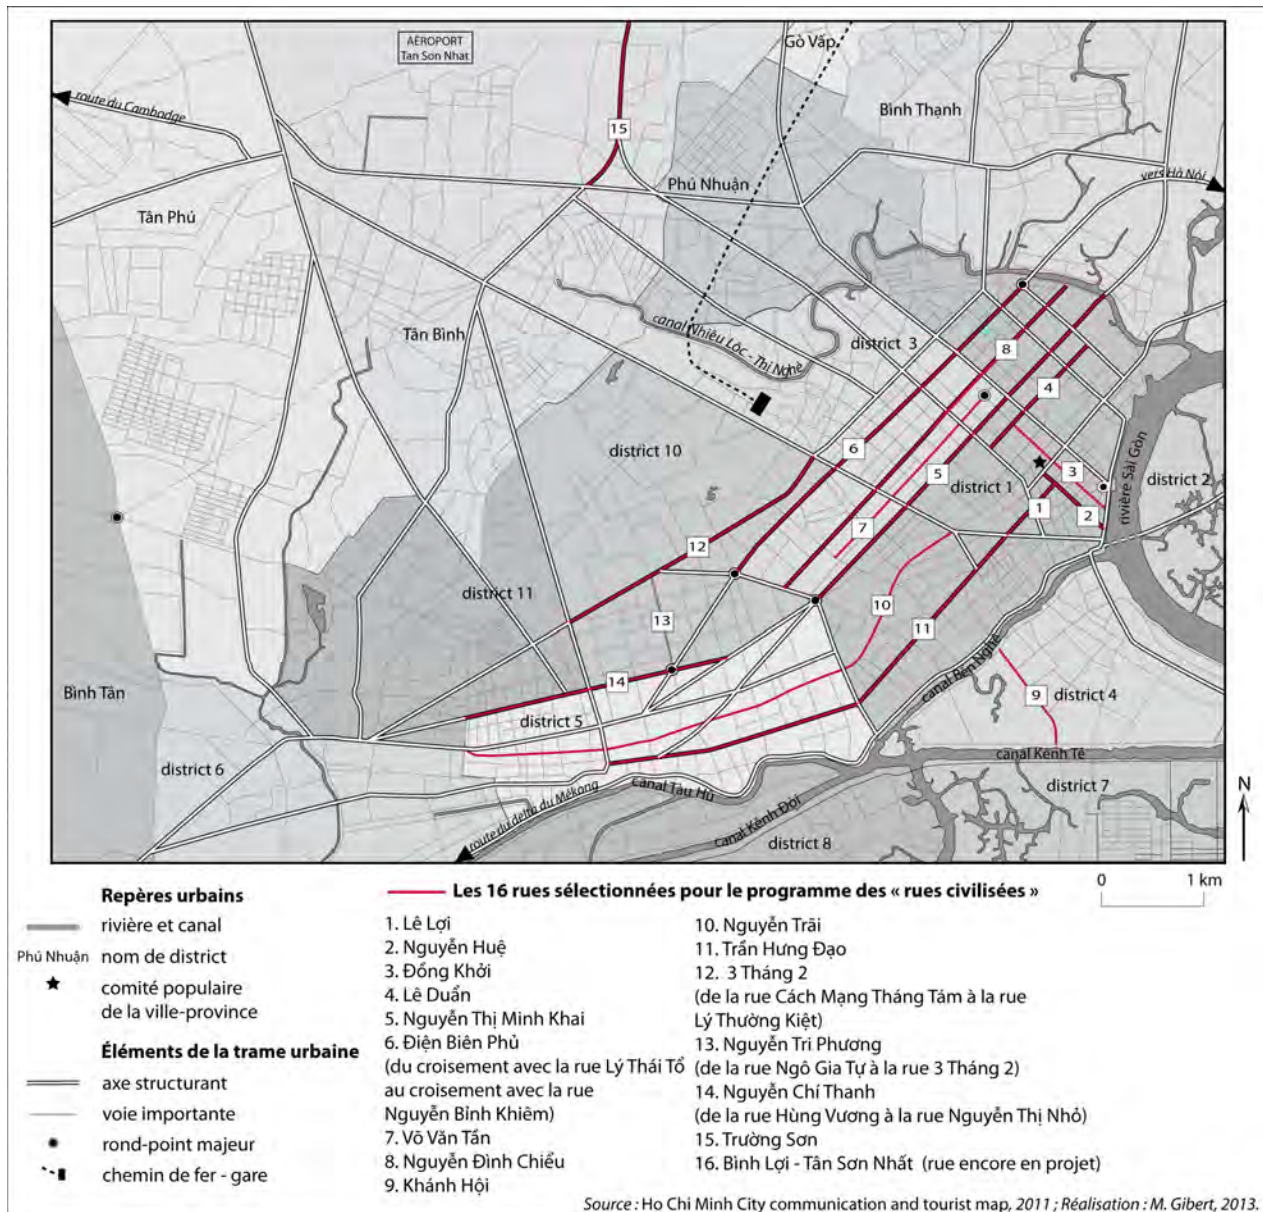 AÉROPORT
Tan Son Nhat
Gò Vấp
route du Cambodge
Bình Thạnh
15
Phú Nhuận
vers Hà Nội
Tân Phú
Tân Bình
canal Nhiêu Lộc - Thị Nghè
district 3
8
4
district 10
6
5
district 1
3
district 2
rivière Sài Gòn
1
2
7
12
district 11
10
13
11
canal Bến Nghé
14
9
district 4
Bình Tân
district 5
canal Kênh Tẻ
district 6
district 7
canal Tàu Hủ
route du delta du Mékong
canal Kênh Đôi
district 8
N
0 1 km
Repères urbains
rivière et canal
Phú Nhuận nom de district
comité populaire
de la ville-province
Éléments de la trame urbaine
axe structurant
voie importante
rond-point majeur
chemin de fer - gare
Les 16 rues sélectionnées pour le programme des « rues civilisées »
1. Lê Lợi
2. Nguyễn Huệ
3. Đồng Khởi
4. Lê Duẩn
5. Nguyễn Thị Minh Khai
6. Điện Biên Phủ
(du croisement avec la rue Lý Thái Tổ
au croisement avec la rue
Nguyễn Bỉnh Khiêm)
7. Võ Văn Tần
8. Nguyễn Đình Chiểu
9. Khánh Hội
10. Nguyễn Trãi
11. Trần Hưng Đạo
12. 3 Tháng 2
(de la rue Cách Mạng Tháng Tám à la rue
Lý Thường Kiệt)
13. Nguyễn Tri Phương
(de la rue Ngô Gia Tự à la rue 3 Tháng 2)
14. Nguyễn Chí Thanh
(de la rue Hùng Vương à la rue Nguyễn Thị Nhỏ)
15. Trường Sơn
16. Bình Lợi - Tân Sơn Nhất (rue encore en projet)
Source : Ho Chi Minh City communication and tourist map, 2011 ; Réalisation : M. Gibert, 2013.